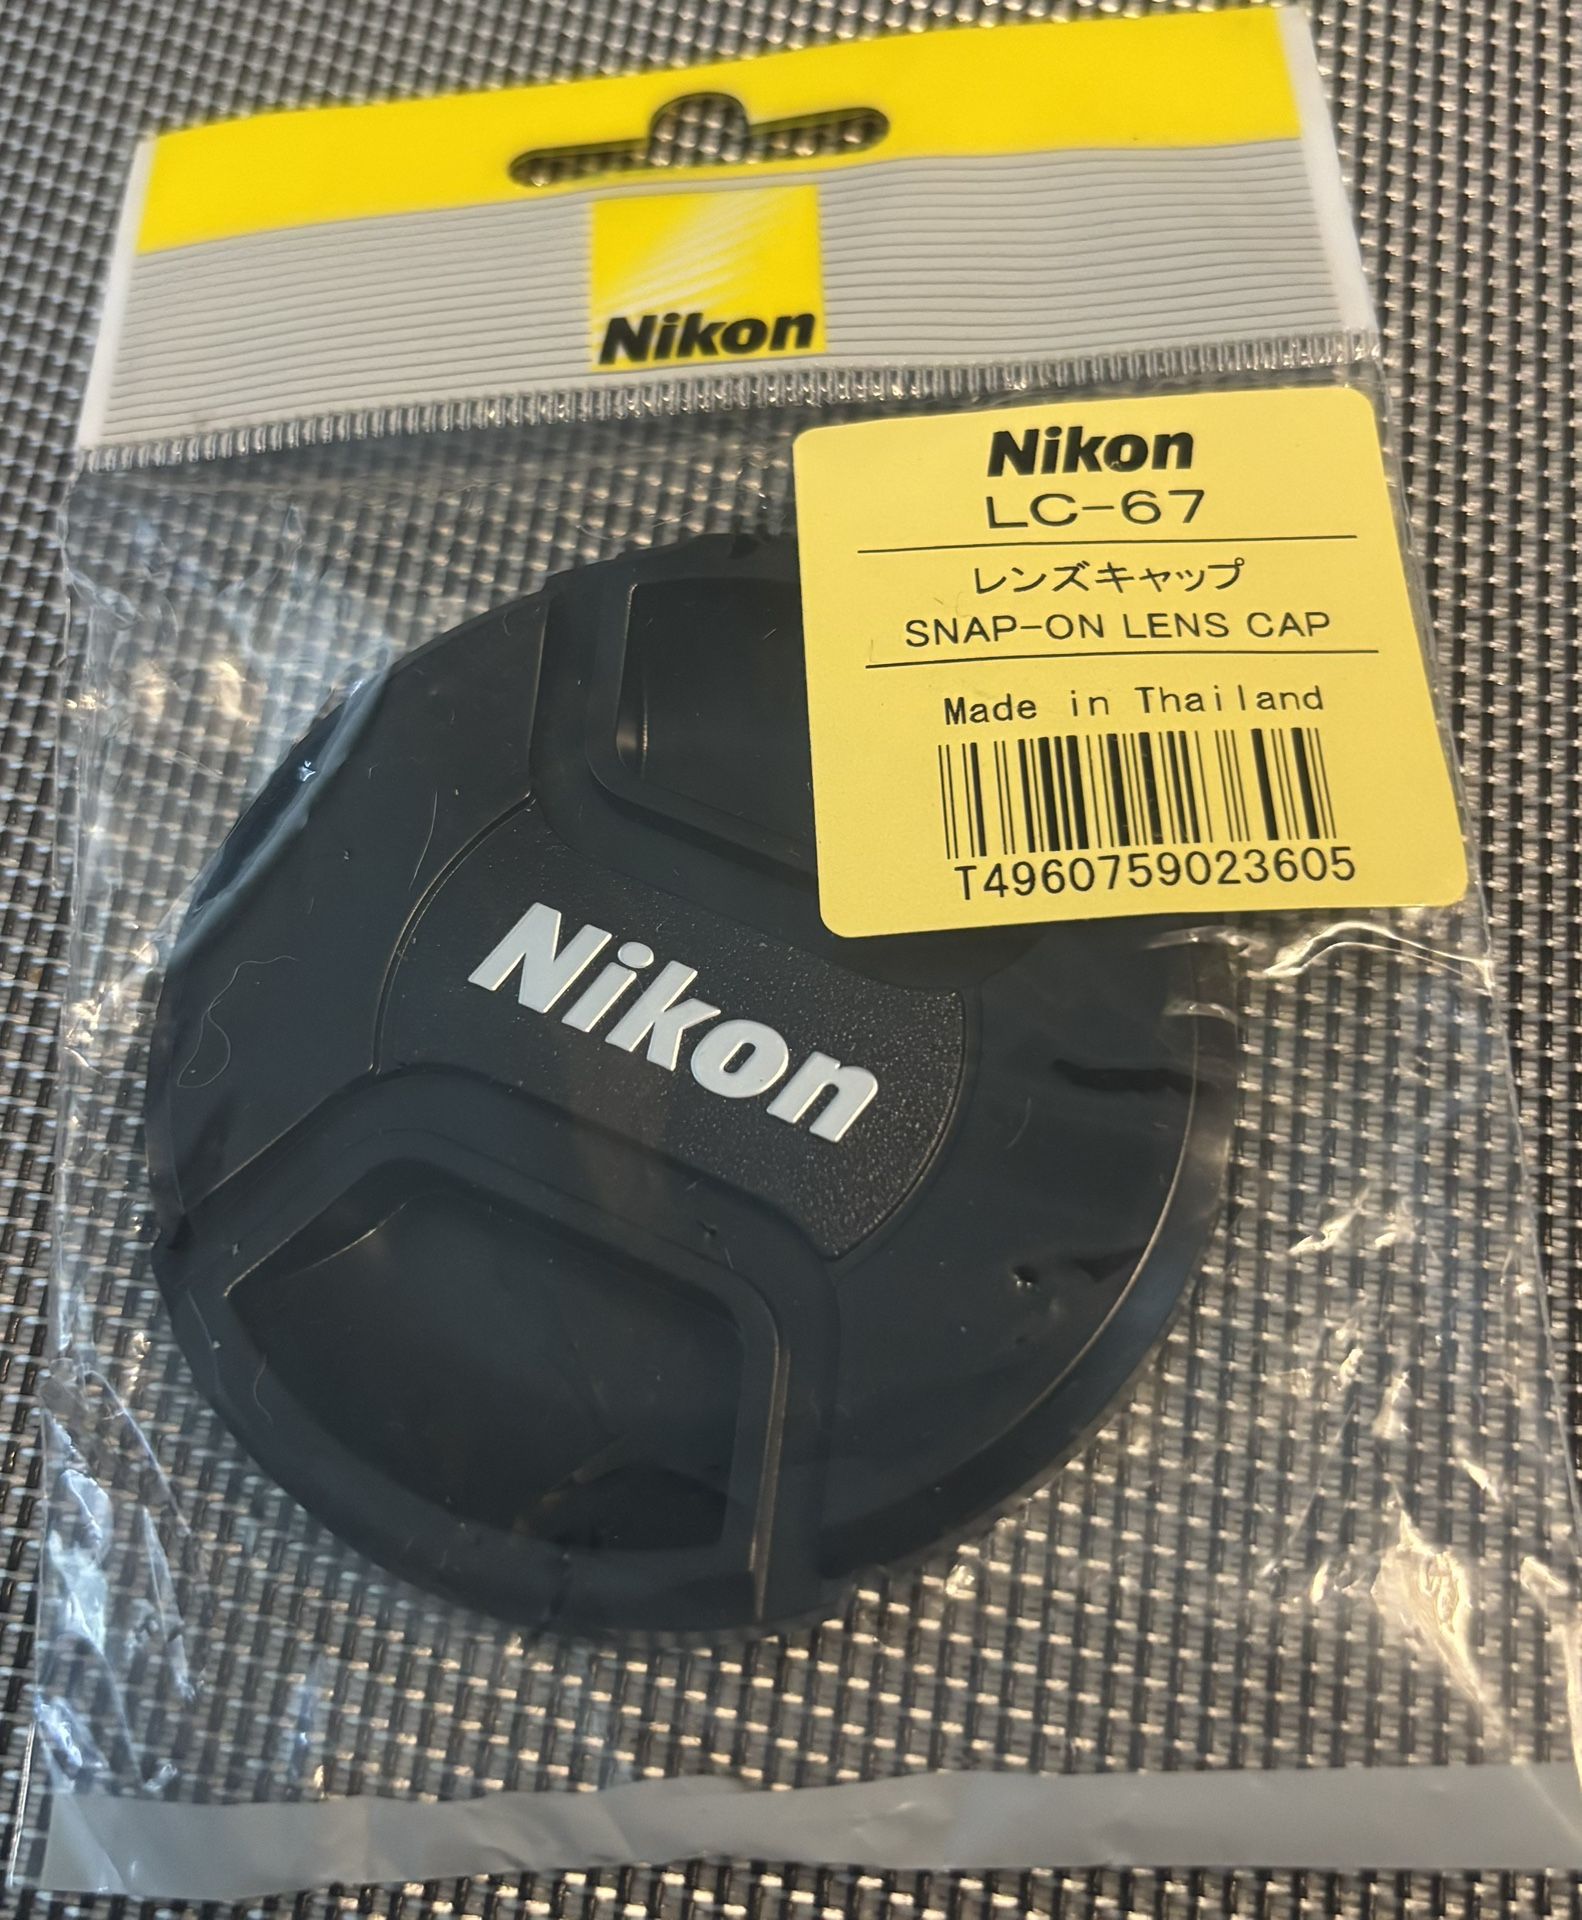 Nikon
Nikon
LC-67
レンズキャップ
SNAP-ON LENS CAP
Made in Thailand
T4960759023605
Nikon